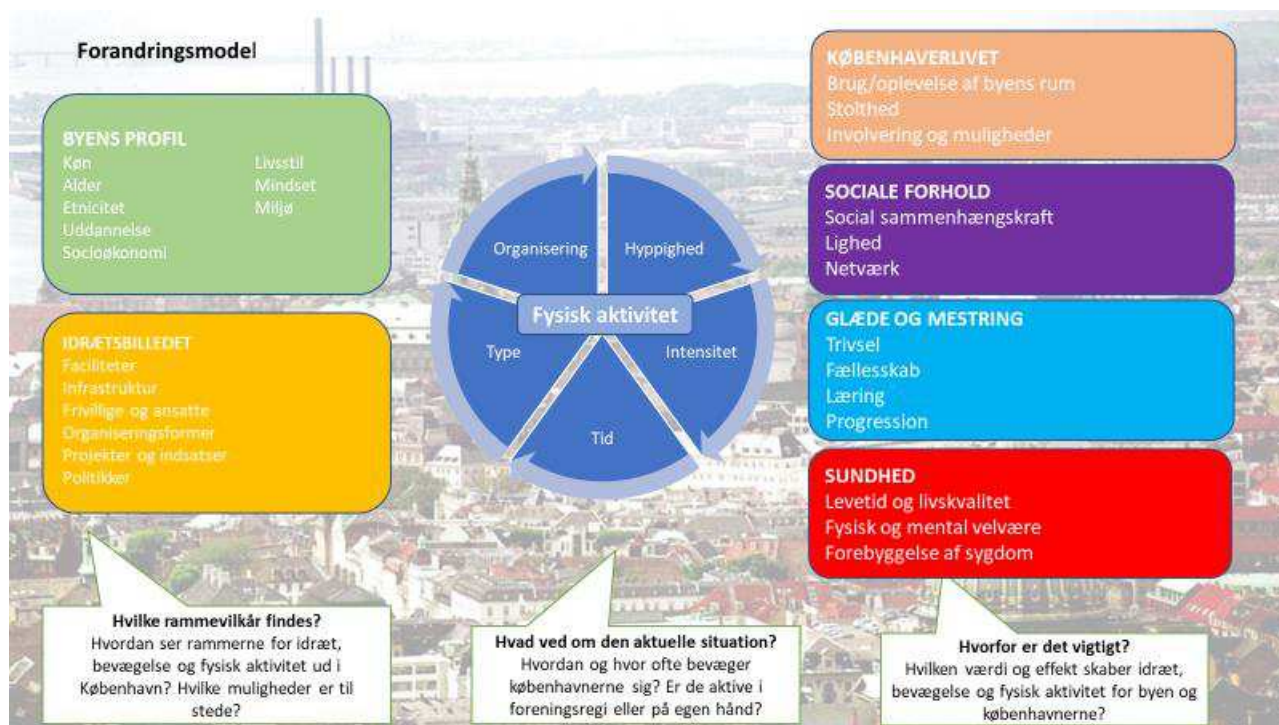 Forandringsmodel
BYENS PROFIL
Køn
Alder
Etnicitet
Uddannelse
Socioøkonomi
Livsstil
Mindset
Miljø
IDRÆTSBILLEDET
Faciliteter
Infrastruktur
Frivillige og ansatte
Organiseringsformer
Projekter og indsatser
Politikker
Hvilke rammevilkår findes?
Hvordan ser rammerne for idræt,
bevægelse og fysisk aktivitet ud i
København? Hvilke muligheder er til
stede?
Organisering
Hyppighed
Fysisk aktivitet
Type
Intensitet
Tid
Hvad ved om den aktuelle situation?
Hvordan og hvor ofte bevæger
københavnerne sig? Er de aktive i
foreningsregi eller på egen hånd?
KØBENHAVERLIVET
Brug/oplevelse af byens rum
Stolthed
Involvering og muligheder
SOCIALE FORHOLD
Social sammenhængskraft
Lighed
Netværk
GLÆDE OG MESTRING
Trivsel
Fællesskab
Læring
Progression
SUNDHED
Levetid og livskvalitet
Fysisk og mental velvære
Forebyggelse af sygdom
Hvorfor er det vigtigt?
Hvilken værdi og effekt skaber idræt,
bevægelse og fysisk aktivitet for byen og
københavnerne?